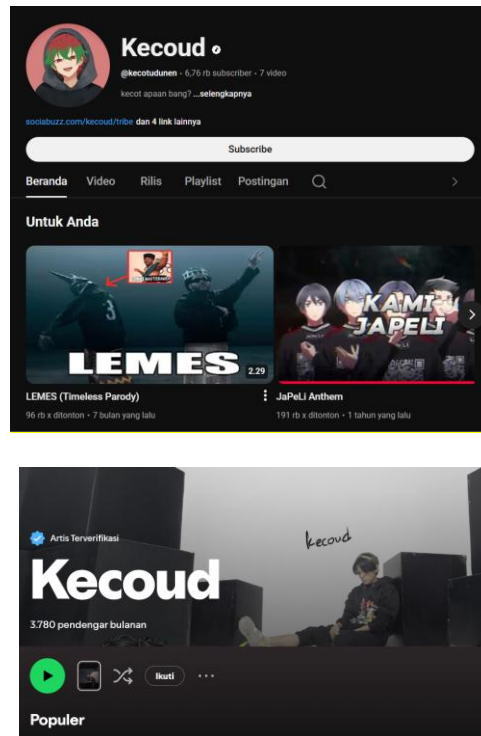 Kecoud
@kecotudunen • 6,76 rb subscriber • 7 video
kecot apaan bang? ...selengkapnya
sociabuzz.com/kecoud/tribe dan 4 link lainnya
Subscribe
Beranda Video Rilis Playlist Postingan
Untuk Anda
3
LEMES
2.29
KAMI
JAPELI
LEMES (Timeless Parody)
96 rb x ditonton • 7 bulan yang lalu
JaPeLi Anthem
191 rb x ditonton • 1 tahun yang lalu
kecoud
Artis Terverifikasi
Kecoud
3.780 pendengar bulanan
Ikuti
Populer